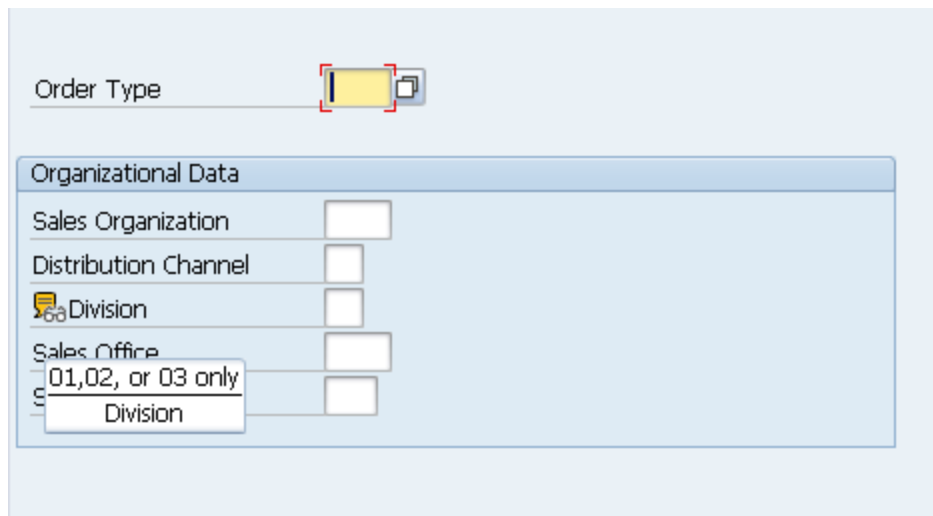 Order Type
Organizational Data
Sales Organization
Distribution Channel
Division
Sales Office
01,02, or 03 only
Division